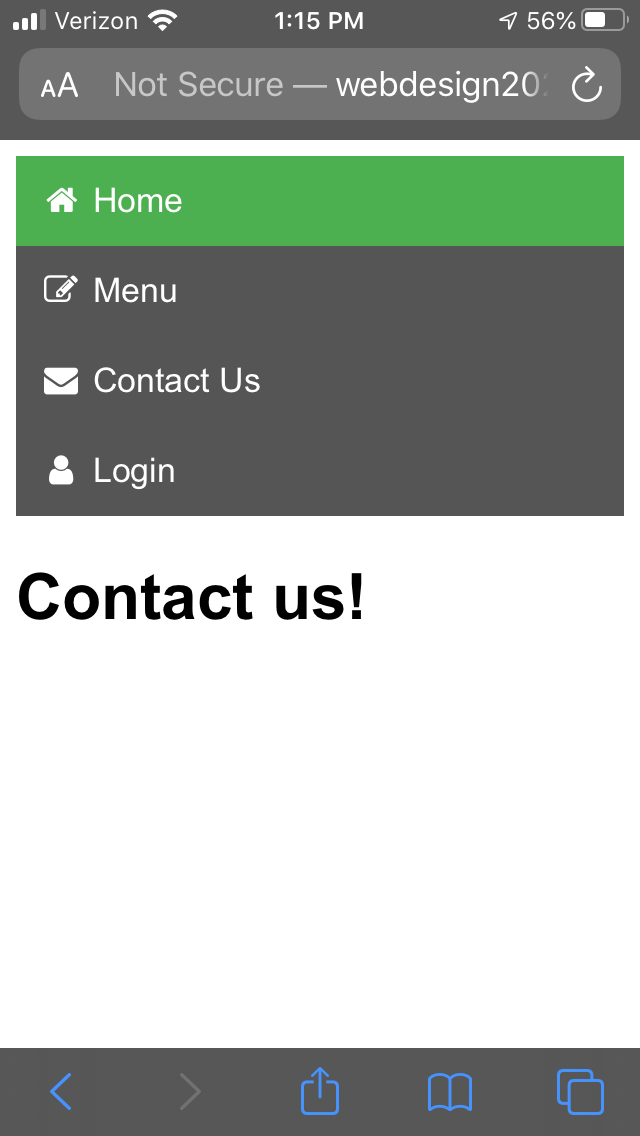 Verizon 1:15 PM 56%
AA Not Secure — webdesign20
Home
Menu
Contact Us
Login
Contact us!